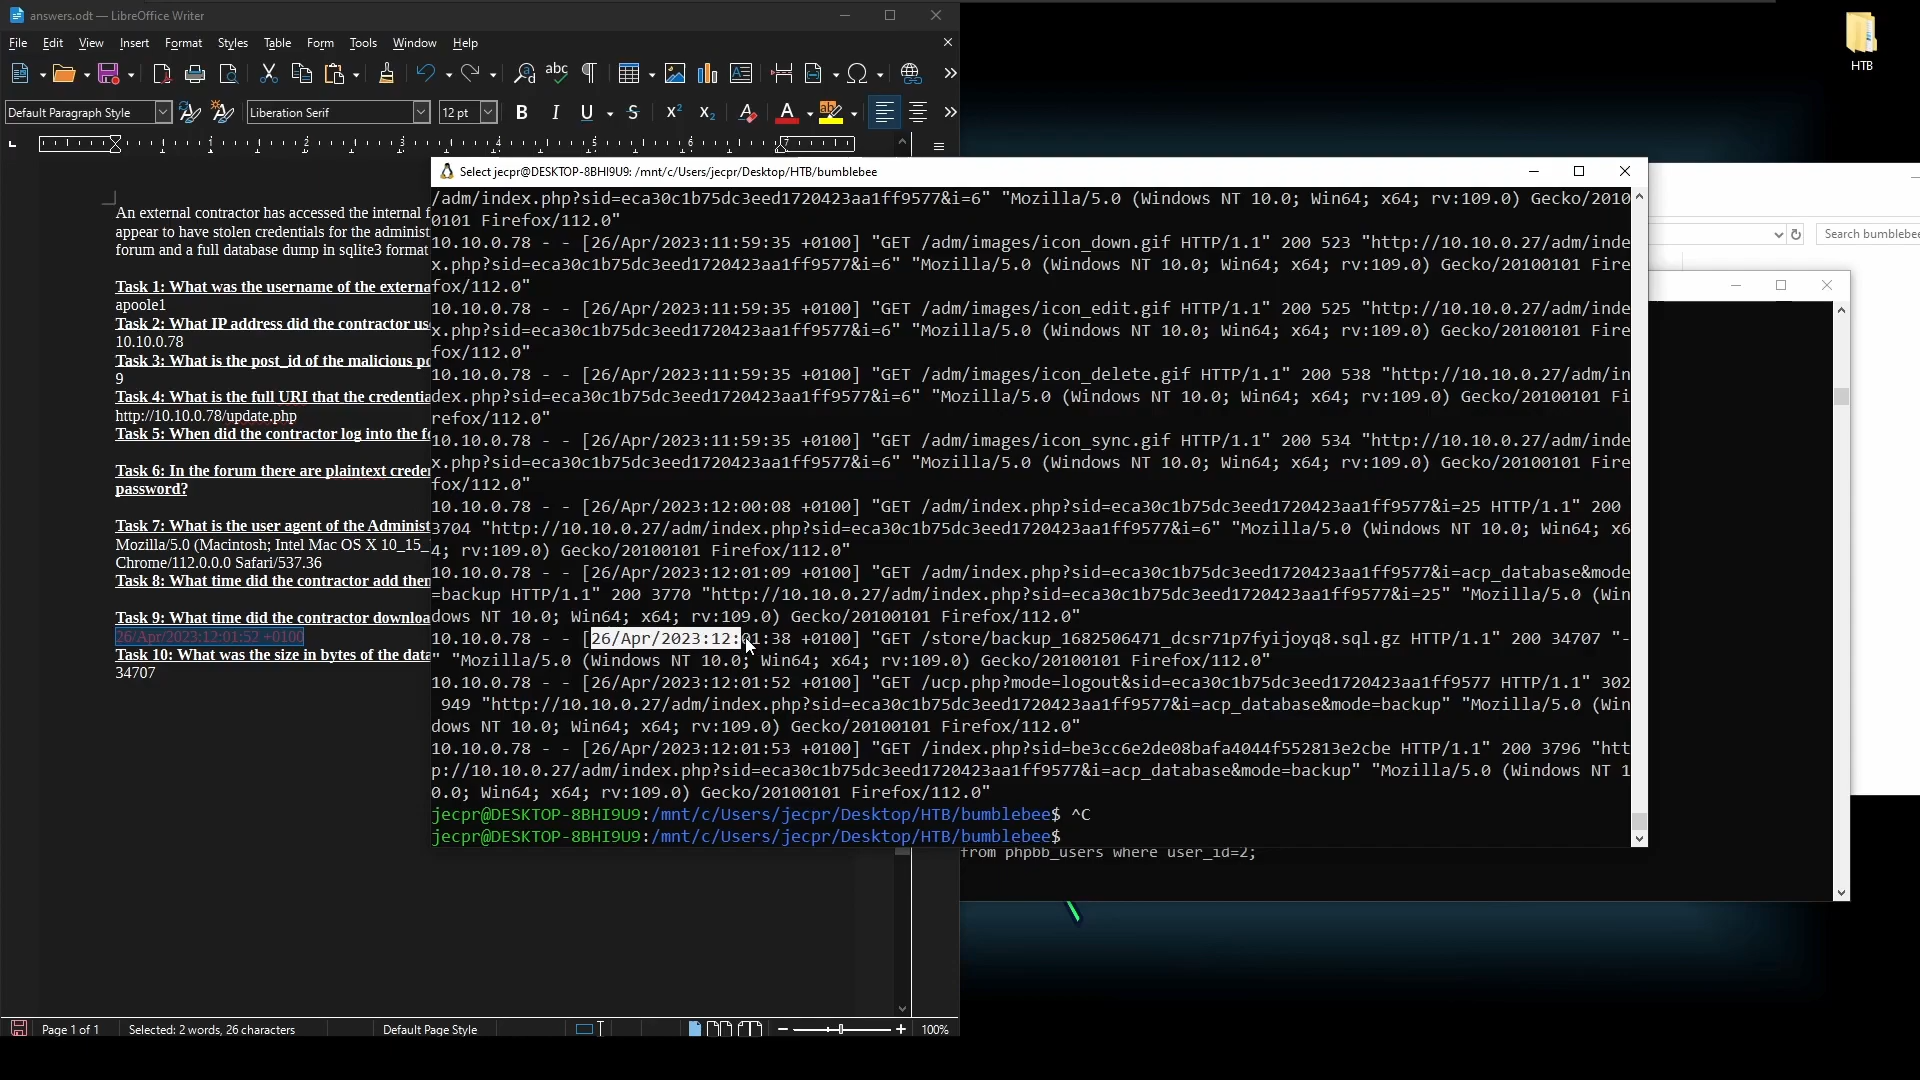 answers.odt — LibreOffice Writer
File Edit View Insert Format Styles Table Form Tools Window Help
Default Paragraph Style Liberation Serif 12 pt
HTB
An external contractor has accessed the internal f
appear to have stolen credentials for the administ
forum and a full database dump in sqlite3 format
Task 1: What was the username of the externa
apoole1
Task 2: What IP address did the contractor us
10.10.0.78
Task 3: What is the post_id of the malicious po
9
Task 4: What is the full URI that the credentia
http://10.10.0.78/update.php
Task 5: When did the contractor log into the fo
Task 6: In the forum there are plaintext creden
password?
Task 7: What is the user agent of the Administ
Mozilla/5.0 (Macintosh; Intel Mac OS X 10_15_
Chrome/112.0.0.0 Safari/537.36
Task 8: What time did the contractor add them
Task 9: What time did the contractor downloa
26/Apr/2023:12:01:52 +0100
Task 10: What was the size in bytes of the data
34707
Page 1 of 1 Selected: 2 words, 26 characters Default Page Style 100%
Select jecpr@DESKTOP-8BHI9U9: /mnt/c/Users/jecpr/Desktop/HTB/bumblebee
/adm/index.php?sid=eca30c1b75dc3eed1720423aa1ff9577&i=6" "Mozilla/5.0 (Windows NT 10.0; Win64; x64; rv:109.0) Gecko/2010
0101 Firefox/112.0"
10.10.0.78 - - [26/Apr/2023:11:59:35 +0100] "GET /adm/images/icon_down.gif HTTP/1.1" 200 523 "http://10.10.0.27/adm/inde
x.php?sid=eca30c1b75dc3eed1720423aa1ff9577&i=6" "Mozilla/5.0 (Windows NT 10.0; Win64; x64; rv:109.0) Gecko/20100101 Fire
fox/112.0"
10.10.0.78 - - [26/Apr/2023:11:59:35 +0100] "GET /adm/images/icon_edit.gif HTTP/1.1" 200 525 "http://10.10.0.27/adm/inde
x.php?sid=eca30c1b75dc3eed1720423aa1ff9577&i=6" "Mozilla/5.0 (Windows NT 10.0; Win64; x64; rv:109.0) Gecko/20100101 Fire
fox/112.0"
10.10.0.78 - - [26/Apr/2023:11:59:35 +0100] "GET /adm/images/icon_delete.gif HTTP/1.1" 200 538 "http://10.10.0.27/adm/in
dex.php?sid=eca30c1b75dc3eed1720423aa1ff9577&i=6" "Mozilla/5.0 (Windows NT 10.0; Win64; x64; rv:109.0) Gecko/20100101 Fi
refox/112.0"
10.10.0.78 - - [26/Apr/2023:11:59:35 +0100] "GET /adm/images/icon_sync.gif HTTP/1.1" 200 534 "http://10.10.0.27/adm/inde
x.php?sid=eca30c1b75dc3eed1720423aa1ff9577&i=6" "Mozilla/5.0 (Windows NT 10.0; Win64; x64; rv:109.0) Gecko/20100101 Fire
fox/112.0"
10.10.0.78 - - [26/Apr/2023:12:00:08 +0100] "GET /adm/index.php?sid=eca30c1b75dc3eed1720423aa1ff9577&i=25 HTTP/1.1" 200
3704 "http://10.10.0.27/adm/index.php?sid=eca30c1b75dc3eed1720423aa1ff9577&i=6" "Mozilla/5.0 (Windows NT 10.0; Win64; x6
4; rv:109.0) Gecko/20100101 Firefox/112.0"
10.10.0.78 - - [26/Apr/2023:12:01:09 +0100] "GET /adm/index.php?sid=eca30c1b75dc3eed1720423aa1ff9577&i=acp_database&mode
=backup HTTP/1.1" 200 3770 "http://10.10.0.27/adm/index.php?sid=eca30c1b75dc3eed1720423aa1ff9577&i=25" "Mozilla/5.0 (Win
dows NT 10.0; Win64; x64; rv:109.0) Gecko/20100101 Firefox/112.0"
10.10.0.78 - - [26/Apr/2023:12:01:38 +0100] "GET /store/backup_1682506471_dcsr71p7fyijoyq8.sql.gz HTTP/1.1" 200 34707 "-
" "Mozilla/5.0 (Windows NT 10.0; Win64; x64; rv:109.0) Gecko/20100101 Firefox/112.0"
10.10.0.78 - - [26/Apr/2023:12:01:52 +0100] "GET /ucp.php?mode=logout&sid=eca30c1b75dc3eed1720423aa1ff9577 HTTP/1.1" 302
949 "http://10.10.0.27/adm/index.php?sid=eca30c1b75dc3eed1720423aa1ff9577&i=acp_database&mode=backup" "Mozilla/5.0 (Win
dows NT 10.0; Win64; x64; rv:109.0) Gecko/20100101 Firefox/112.0"
10.10.0.78 - - [26/Apr/2023:12:01:53 +0100] "GET /index.php?sid=be3cc6e2de08bafa4044f552813e2cbe HTTP/1.1" 200 3796 "htt
p://10.10.0.27/adm/index.php?sid=eca30c1b75dc3eed1720423aa1ff9577&i=acp_database&mode=backup" "Mozilla/5.0 (Windows NT 1
0.0; Win64; x64; rv:109.0) Gecko/20100101 Firefox/112.0"
jecpr@DESKTOP-8BHI9U9:/mnt/c/Users/jecpr/Desktop/HTB/bumblebee$ ^C
jecpr@DESKTOP-8BHI9U9:/mnt/c/Users/jecpr/Desktop/HTB/bumblebee$
from phpbb_users where user_id=2;
Search bumblebee